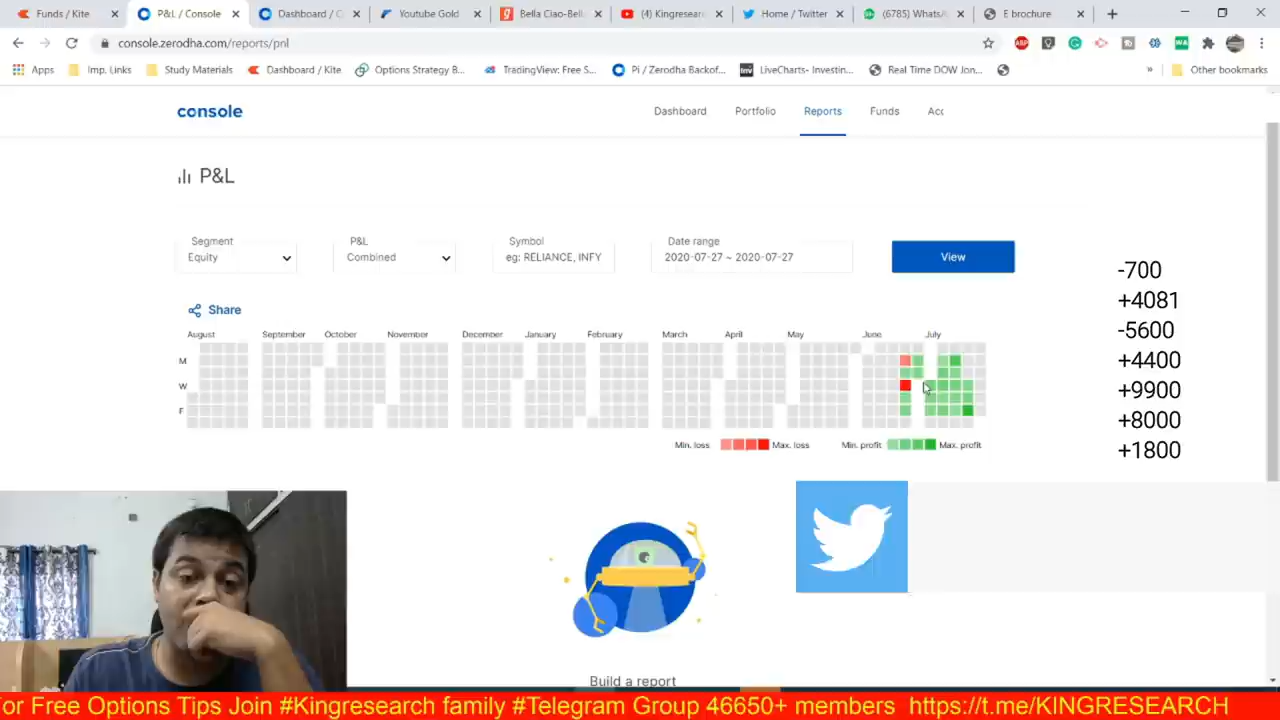 Funds / Kite
P&L / Console
Dashboard / C
Youtube Gold
Bella Ciao-Bell
(4) Kingresearc
Home / Twitter
(6785) WhatsA
E brochure
console.zerodha.com/reports/pnl
Apps
Imp. Links
Study Materials
Dashboard / Kite
Options Strategy B...
TradingView: Free S...
Pi / Zerodha Backof...
LiveCharts- Investin...
Real Time DOW Jon...
»
Other bookmarks
console
Dashboard
Portfolio
Reports
Funds
Acc
P&L
Segment
Equity
P&L
Combined
Symbol
eg: RELIANCE, INFY
Date range
2020-07-27 ~ 2020-07-27
View
Share
August September October November December January February March April May June July
M
W
F
Min. loss Max. loss Min. profit Max. profit
-700
+4081
-5600
+4400
+9900
+8000
+1800
Build a report
or Free Options Tips Join #Kingresearch family #Telegram Group 46650+ members https://t.me/KINGRESEARCH